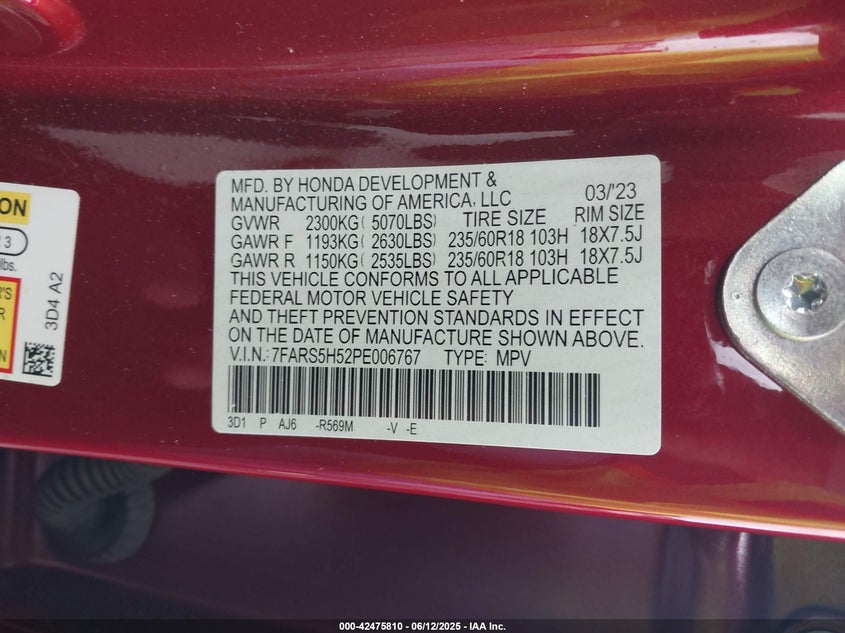 ON
13
lbs.
R'S
R
3D4 A2
MFD. BY HONDA DEVELOPMENT &
MANUFACTURING OF AMERICA, LLC 03/'23
GVWR 2300KG( 5070LBS) TIRE SIZE RIM SIZE
GAWR F 1193KG( 2630LBS) 235/60R18 103H 18X7.5J
GAWR R 1150KG( 2535LBS) 235/60R18 103H 18X7.5J
THIS VEHICLE CONFORMS TO ALL APPLICABLE
FEDERAL MOTOR VEHICLE SAFETY
AND THEFT PREVENTION STANDARDS IN EFFECT
ON THE DATE OF MANUFACTURE SHOWN ABOVE.
V.I.N.:7FARS5H52PE006767 TYPE: MPV
3D1 P AJ6 -R569M -V -E
000-42475810 - 06/12/2025 - IAA Inc.